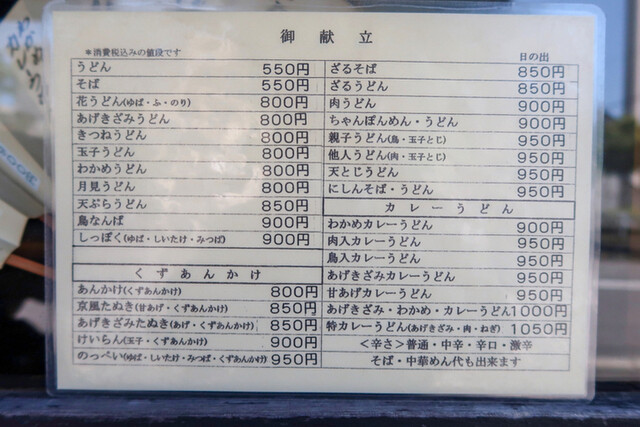 御献立
＊消費税込みの値段です
日の出
うどん 550円
そば 550円
花うどん(ゆば・ふ・のり) 800円
あげきざみうどん 800円
きつねうどん 800円
玉子うどん 800円
わかめうどん 800円
月見うどん 800円
天ぷらうどん 850円
鳥なんば 900円
しっぽく(ゆば・しいたけ・みつば) 900円
くずあんかけ
あんかけ(くずあんかけ) 800円
京風たぬき(甘あげ・くずあんかけ) 850円
あげきざみたぬき(あげ・くずあんかけ) 850円
けいらん(玉子・くずあんかけ) 900円
のっぺい(ゆば・しいたけ・みつば・くずあんかけ) 950円
ざるそば 850円
ざるうどん 850円
肉うどん 900円
ちゃんぽんめん・うどん 900円
親子うどん(鳥・玉子とじ) 950円
他人うどん(肉・玉子とじ) 950円
天とじうどん 950円
にしんそば・うどん 950円
カレーうどん
わかめカレーうどん 900円
肉入カレーうどん 950円
鳥入カレーうどん 950円
あげきざみカレーうどん 950円
甘あげカレーうどん 950円
あげきざみ・わかめ・カレーうどん 1000円
特カレーうどん(あげきざみ・肉・ねぎ) 1050円
＜辛さ＞普通・中辛・辛口・激辛
そば・中華めん代も出来ます